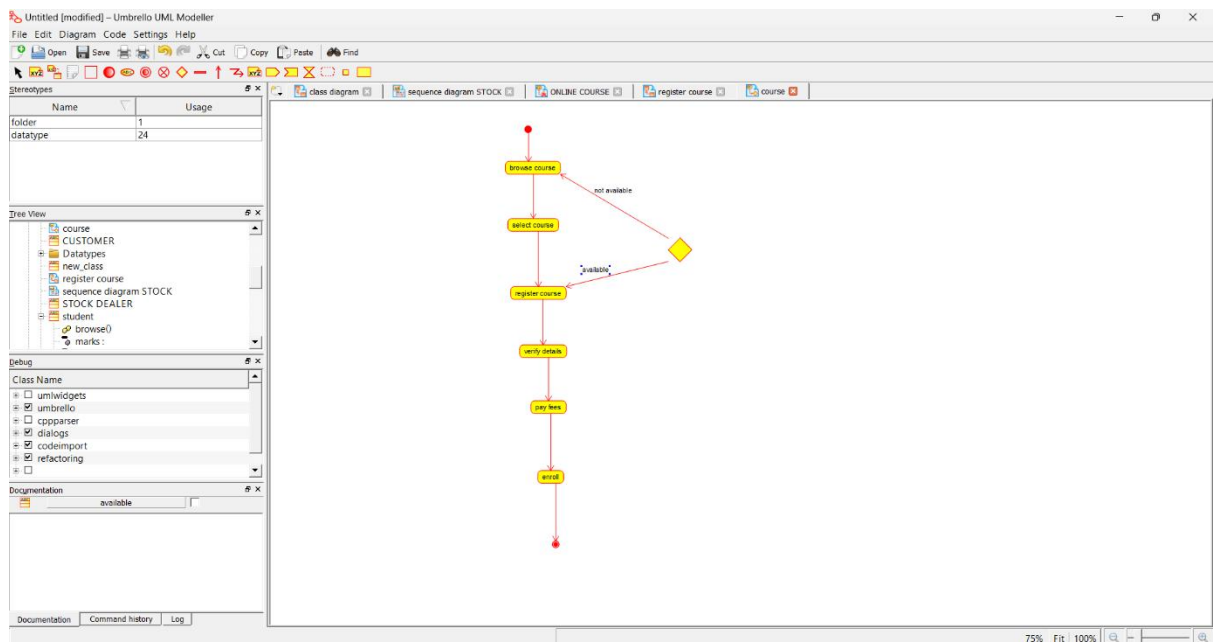 Untitled [modified] – Umbrello UML Modeller
File Edit Diagram Code Settings Help
Open Save Cut Copy Paste Find
Stereotypes
Name Usage
folder 1
datatype 24
Tree View
course
CUSTOMER
Datatypes
new_class
register course
sequence diagram STOCK
STOCK DEALER
student
browse()
marks :
Debug
Class Name
umlwidgets
umbrello
cppparser
dialogs
codeimport
refactoring
Documentation
available
Documentation Command history Log
class diagram sequence diagram STOCK ONLINE COURSE register course course
browse course
not available
select course
available
register course
verify details
pay fees
enroll
75% Fit 100%